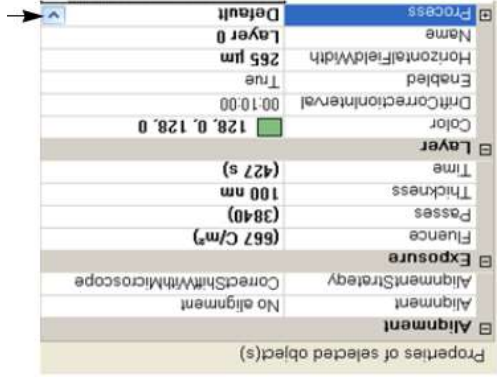 Properties of selected object(s)
Alignment
Alignment No alignment
AlignmentStrategy CorrectShiftWithMicroscope
Exposure
Fluence (667 C/m²)
Passes (3840)
Thickness 100 nm
Time (427 s)
Layer
Color 128, 0, 128, 0
DriftCorrectionInterval 00:10:00
Enabled True
HorizontalFieldWidth 265 µm
Name Layer 0
Process Default